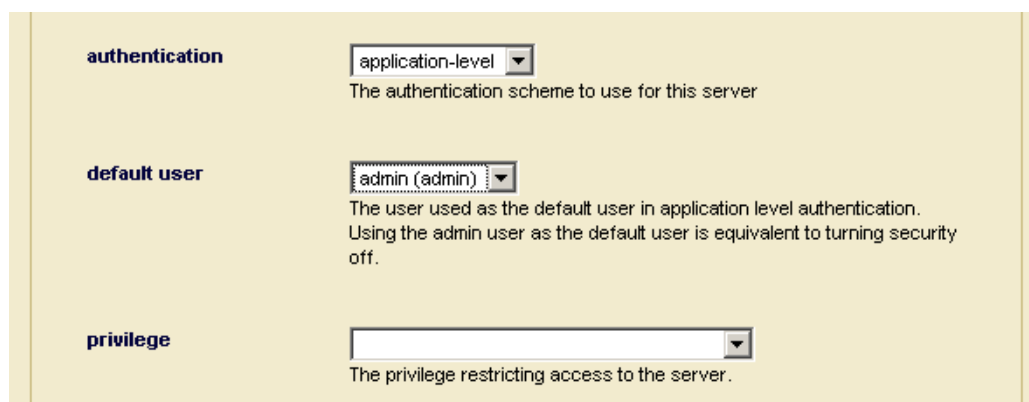 authentication
application-level
The authentication scheme to use for this server
default user
admin (admin)
The user used as the default user in application level authentication.
Using the admin user as the default user is equivalent to turning security
off.
privilege
The privilege restricting access to the server.